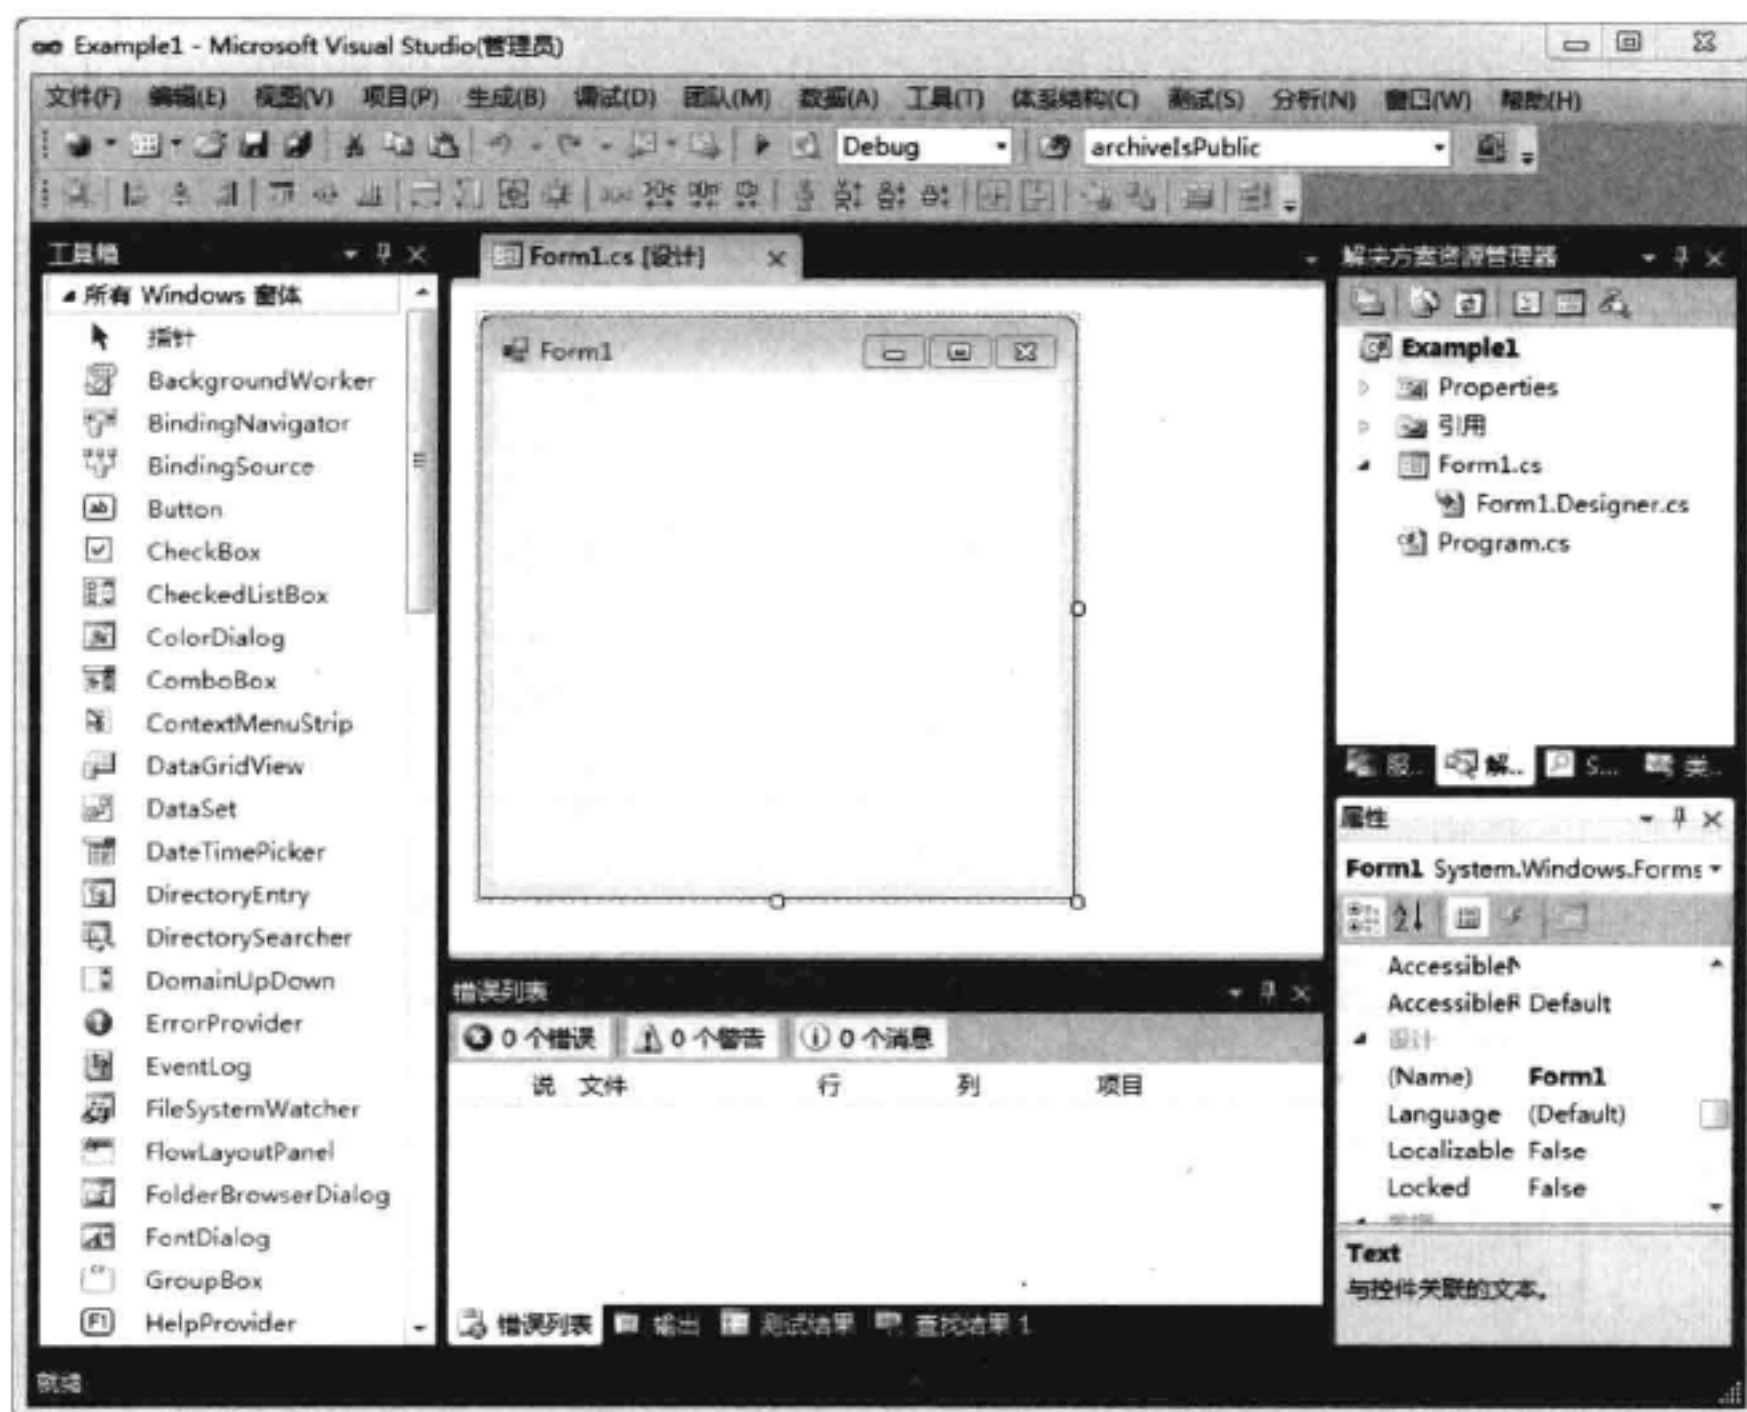 Example1 - Microsoft Visual Studio(管理员)
文件(F) 编辑(E) 视图(V) 项目(P) 生成(B) 调试(D) 团队(M) 数据(A) 工具(T) 体系结构(C) 测试(S) 分析(N) 窗口(W) 帮助(H)
Debug archiveIsPublic
工具箱
所有 Windows 窗体
指针
BackgroundWorker
BindingNavigator
BindingSource
Button
CheckBox
CheckedListBox
ColorDialog
ComboBox
ContextMenuStrip
DataGridView
DataSet
DateTimePicker
DirectoryEntry
DirectorySearcher
DomainUpDown
ErrorProvider
EventLog
FileSystemWatcher
FlowLayoutPanel
FolderBrowserDialog
FontDialog
GroupBox
HelpProvider
Form1.cs [设计]
Form1
错误列表
0 个错误 0 个警告 0 个消息
说 文件 行 列 项目
错误列表 输出 测试结果 查找结果 1
解决方案资源管理器
Example1
Properties
引用
Form1.cs
Form1.Designer.cs
Program.cs
服... 解... S... 类...
属性
Form1 System.Windows.Forms
AccessibleN
AccessibleR Default
设计
(Name) Form1
Language (Default)
Localizable False
Locked False
Text
与控件关联的文本。
就绪